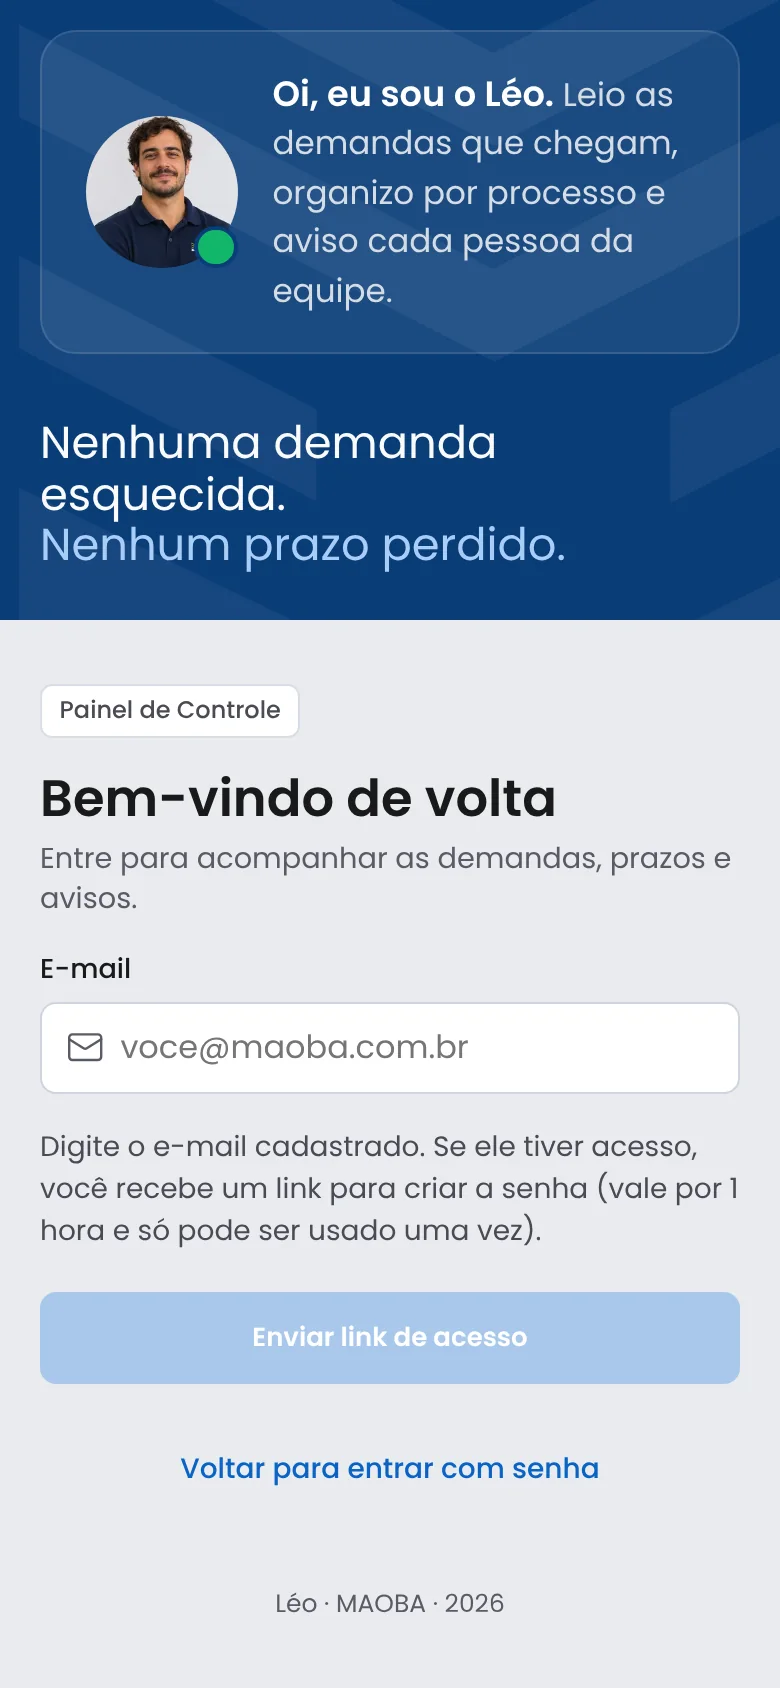 Oi, eu sou o Léo. Leio as
demandas que chegam,
organizo por processo e
aviso cada pessoa da
equipe.
Nenhuma demanda
esquecida.
Nenhum prazo perdido.
Painel de Controle
Bem-vindo de volta
Entre para acompanhar as demandas, prazos e
avisos.
E-mail
voce@maoba.com.br
Digite o e-mail cadastrado. Se ele tiver acesso,
você recebe um link para criar a senha (vale por 1
hora e só pode ser usado uma vez).
Enviar link de acesso
Voltar para entrar com senha
Léo · MAOBA · 2026